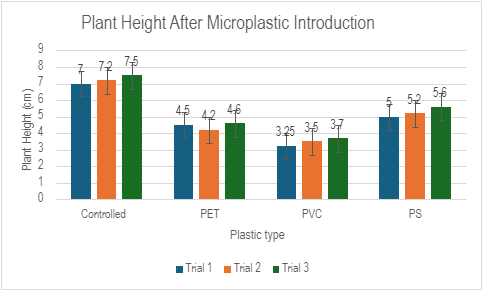 Plant Height After Microplastic Introduction
Plant Height (cm)
9
8
7
6
5
4
3
2
1
0
7 7.2 7.5
4.5 4.2 4.6
3.25 3.5 3.7
5 5.2 5.6
Controlled PET PVC PS
Plastic type
Trial 1 Trial 2 Trial 3